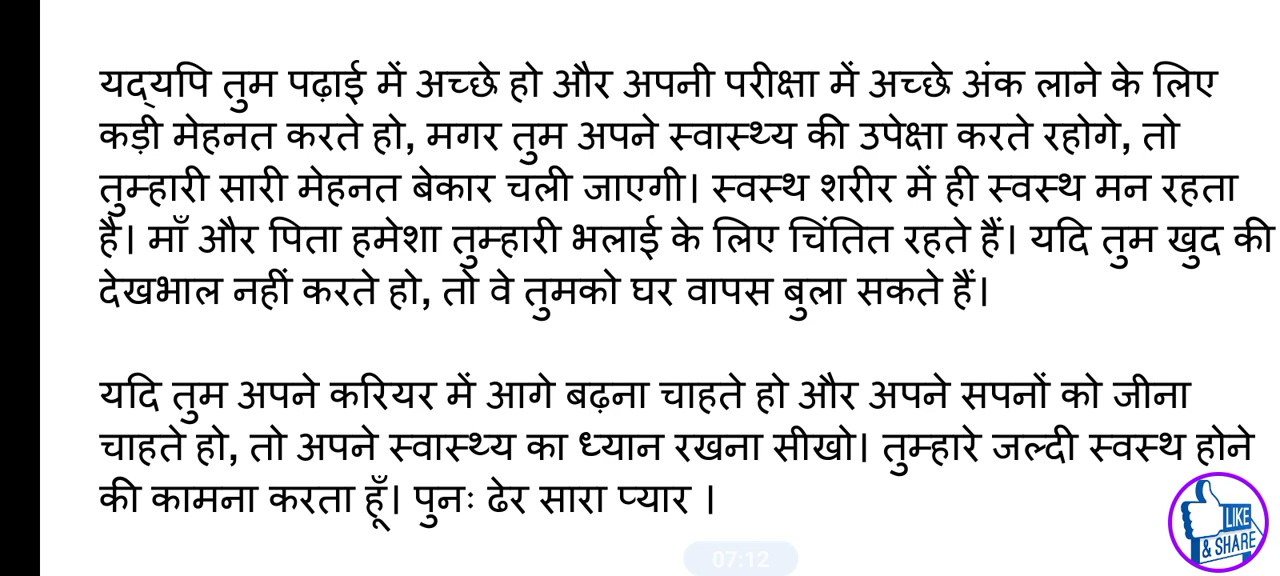 यद्यपि तुम पढ़ाई में अच्छे हो और अपनी परीक्षा में अच्छे अंक लाने के लिए
कड़ी मेहनत करते हो, मगर तुम अपने स्वास्थ्य की उपेक्षा करते रहोगे, तो
तुम्हारी सारी मेहनत बेकार चली जाएगी। स्वस्थ शरीर में ही स्वस्थ मन रहता
है। माँ और पिता हमेशा तुम्हारी भलाई के लिए चिंतित रहते हैं। यदि तुम खुद की
देखभाल नहीं करते हो, तो वे तुमको घर वापस बुला सकते हैं।
यदि तुम अपने करियर में आगे बढ़ना चाहते हो और अपने सपनों को जीना
चाहते हो, तो अपने स्वास्थ्य का ध्यान रखना सीखो। तुम्हारे जल्दी स्वस्थ होने
की कामना करता हूँ। पुनः ढेर सारा प्यार ।
LIKE
& SHARE
07:12